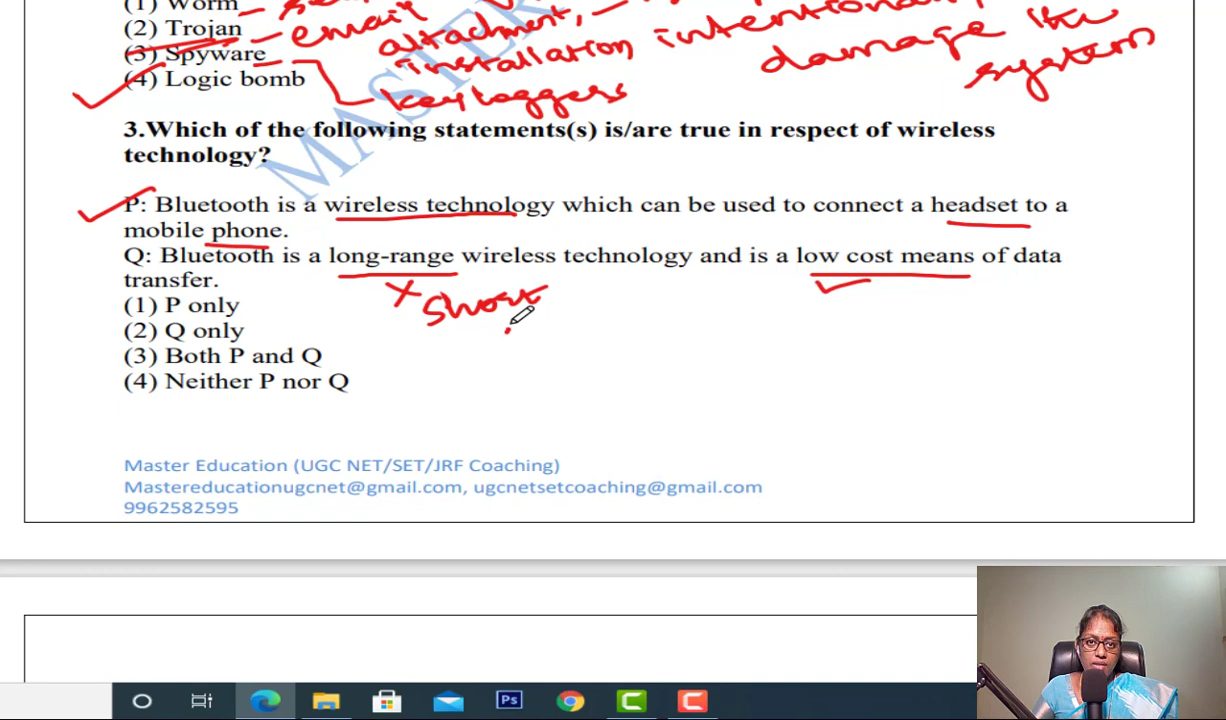 (1) Worm
(2) Trojan
(3) Spyware
(4) Logic bomb
email
attachment,
installation
keyloggers
damage the
system
MASTER
3.Which of the following statements(s) is/are true in respect of wireless
technology?
P: Bluetooth is a wireless technology which can be used to connect a headset to a
mobile phone.
Q: Bluetooth is a long-range wireless technology and is a low cost means of data
transfer.
Short
(1) P only
(2) Q only
(3) Both P and Q
(4) Neither P nor Q
Master Education (UGC NET/SET/JRF Coaching)
Mastereducationugcnet@gmail.com, ugcnetsetcoaching@gmail.com
9962582595
Ps
C
C